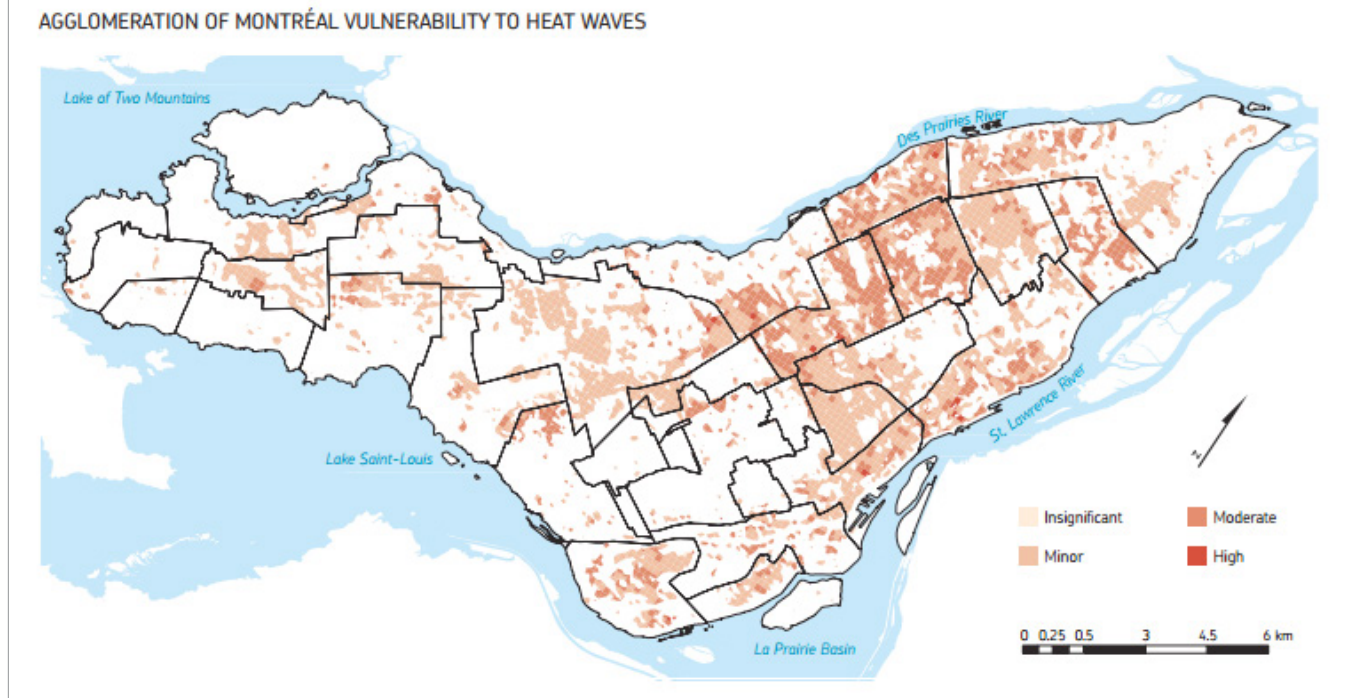 AGGLOMERATION OF MONTRÉAL VULNERABILITY TO HEAT WAVES
Lake of Two Mountains
Des Prairies River
St. Lawrence River
Lake Saint-Louis
La Prairie Basin
N
Insignificant
Moderate
Minor
High
0 0.25 0.5 3 4.5 6 km